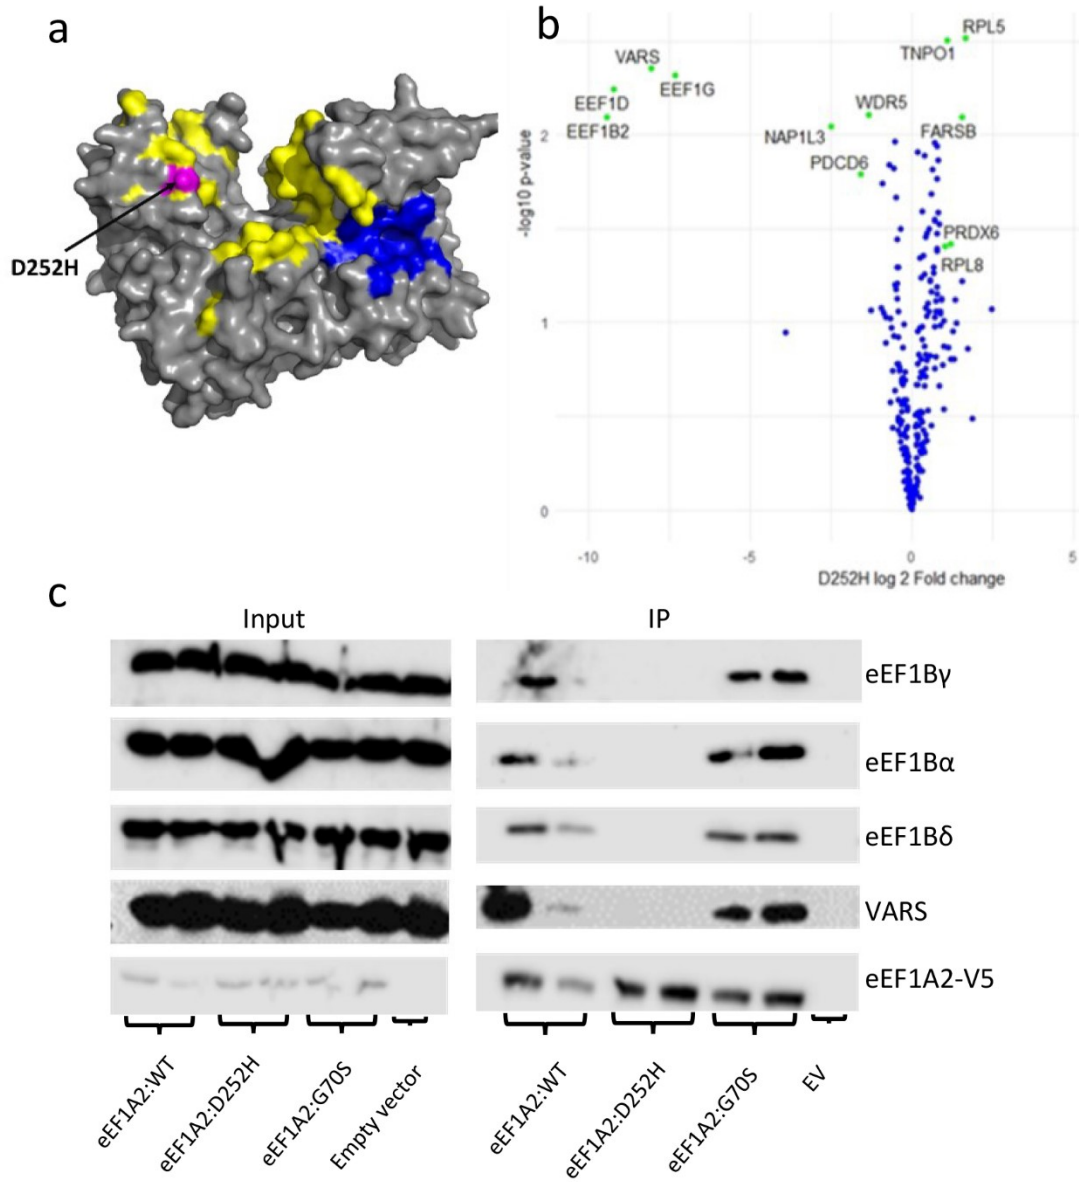 a
D252H
b
RPL5
TNPO1
VARS
EEF1G
EEF1D
EEF1B2
WDR5
NAP1L3
FARSB
PDCD6
PRDX6
RPL8
-log10 p-value
2
1
0
-10
-5
0
5
D252H log 2 Fold change
c
Input
IP
eEF1Bγ
eEF1Bα
eEF1Bδ
VARS
eEF1A2-V5
eEF1A2:WT
eEF1A2:D252H
eEF1A2:G70S
Empty vector
eEF1A2:WT
eEF1A2:D252H
eEF1A2:G70S
EV